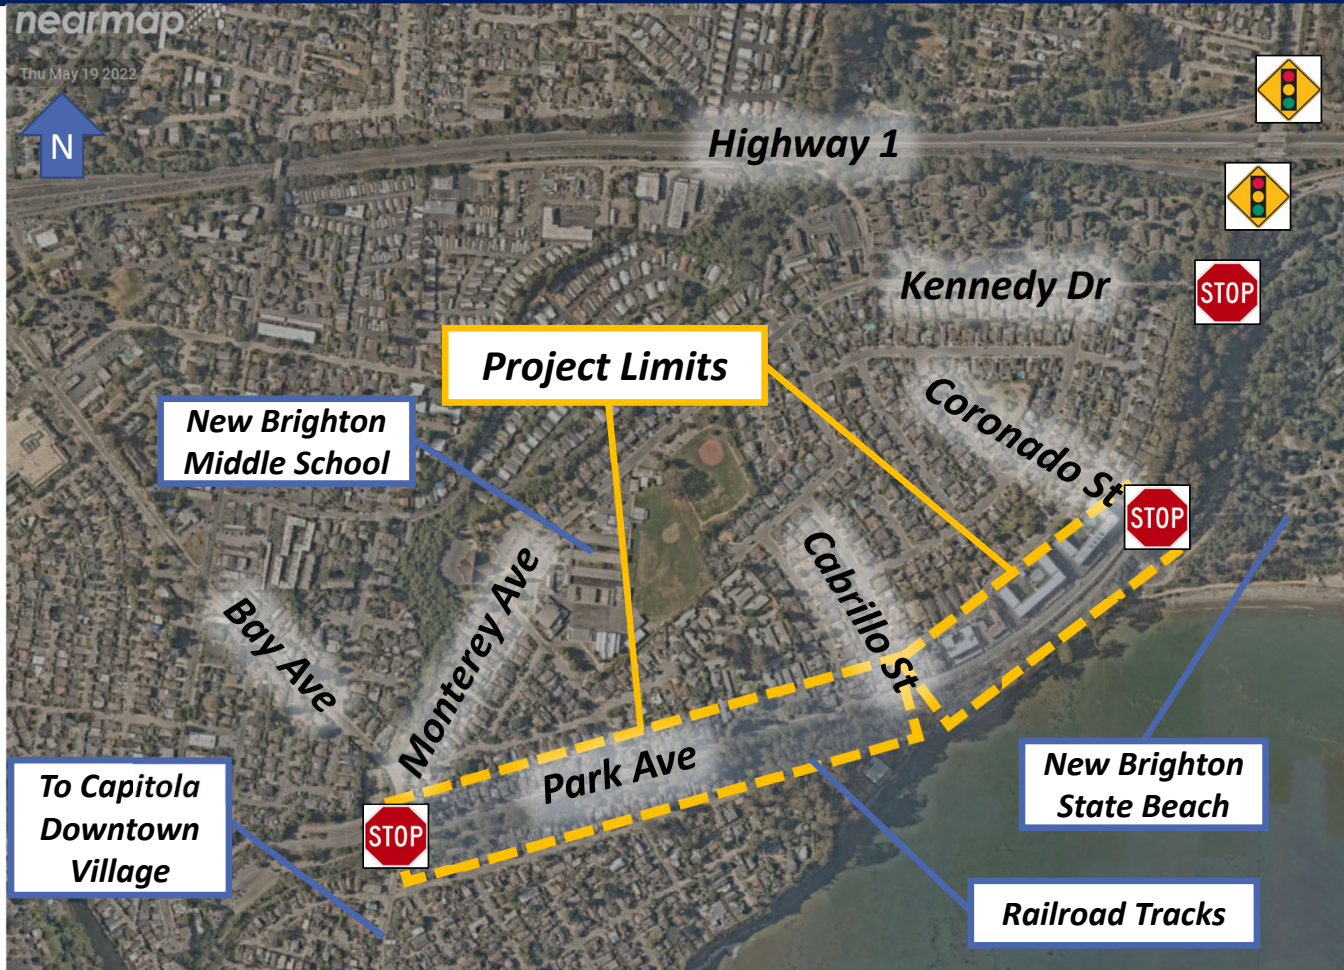 nearmap
Thu May 19 2022
N
Highway 1
Kennedy Dr
STOP
Project Limits
New Brighton
Middle School
Coronado St
STOP
Cabrillo St
Monterey Ave
Bay Ave
Park Ave
To Capitola
Downtown
Village
STOP
New Brighton
State Beach
Railroad Tracks